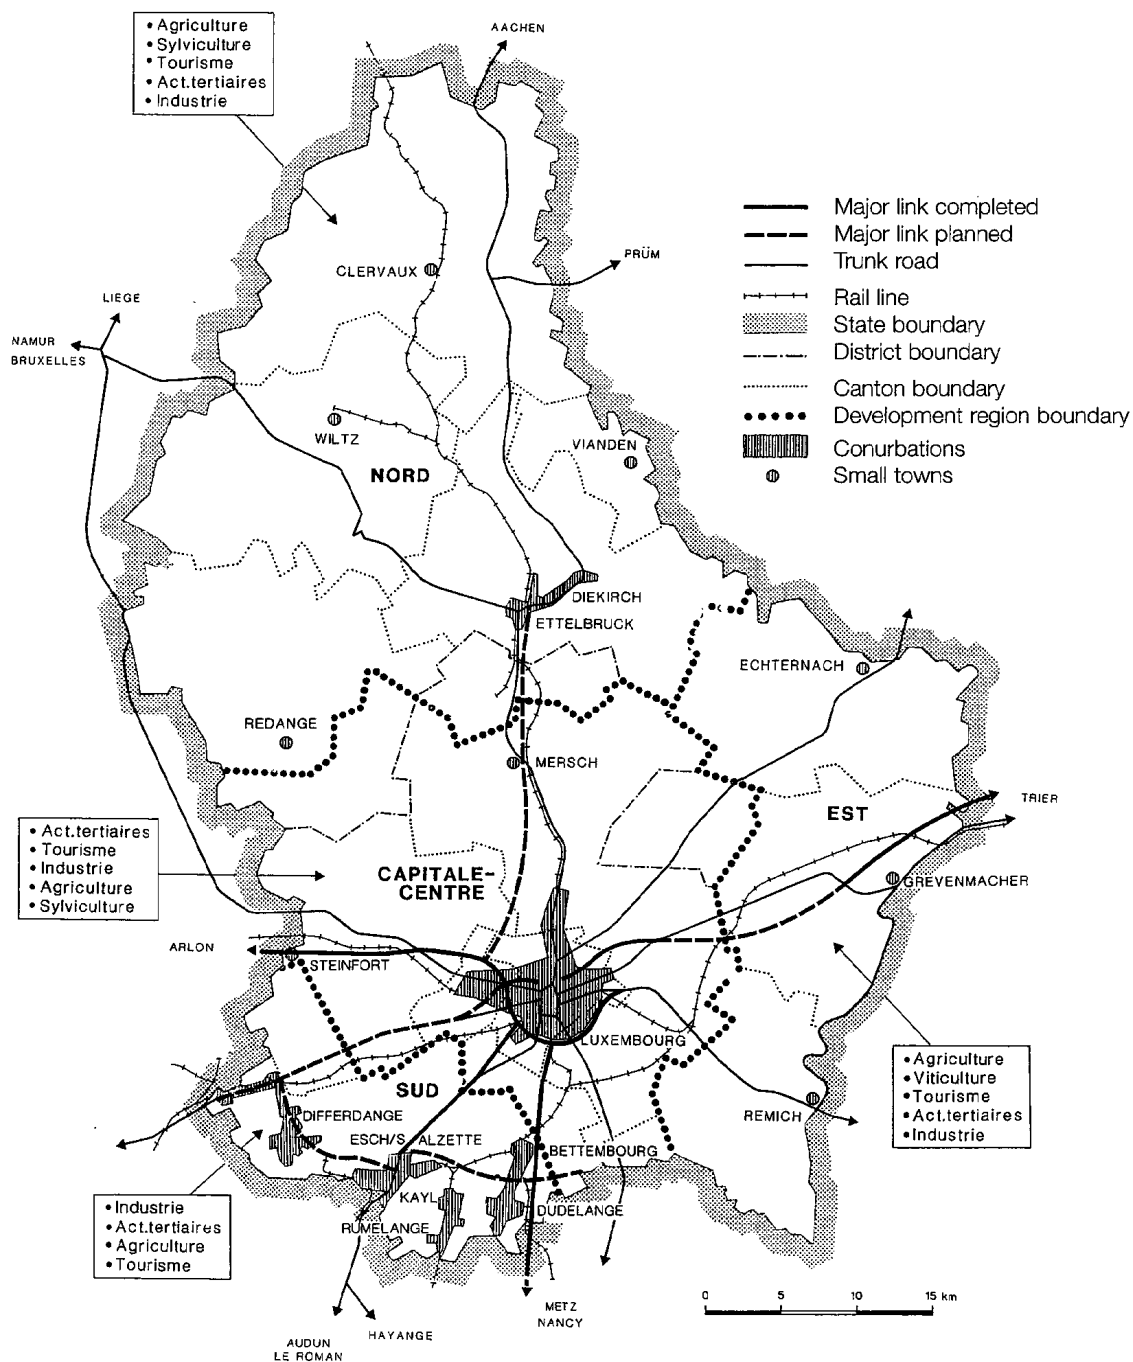 • Agriculture
• Sylviculture
• Tourisme
• Act.tertiaires
• Industrie
AACHEN
Major link completed
Major link planned
Trunk road
Rail line
State boundary
District boundary
Canton boundary
Development region boundary
Conurbations
Small towns
PRÜM
CLERVAUX
LIEGE
NAMUR
BRUXELLES
WILTZ
VIANDEN
NORD
DIEKIRCH
ETTELBRUCK
ECHTERNACH
REDANGE
MERSCH
TRIER
EST
• Act.tertiaires
• Tourisme
• Industrie
• Agriculture
• Sylviculture
CAPITALE-
CENTRE
GREVENMACHER
ARLON
STEINFORT
LUXEMBOURG
• Agriculture
• Viticulture
• Tourisme
• Act.tertiaires
• Industrie
SUD
REMICH
DIFFERDANGE
ESCH/S. ALZETTE
BETTEMBOURG
KAYL
RUMELANGE
DUDELANGE
• Industrie
• Act.tertiaires
• Agriculture
• Tourisme
0 5 10 15 km
METZ
NANCY
HAYANGE
AUDUN
LE ROMAN